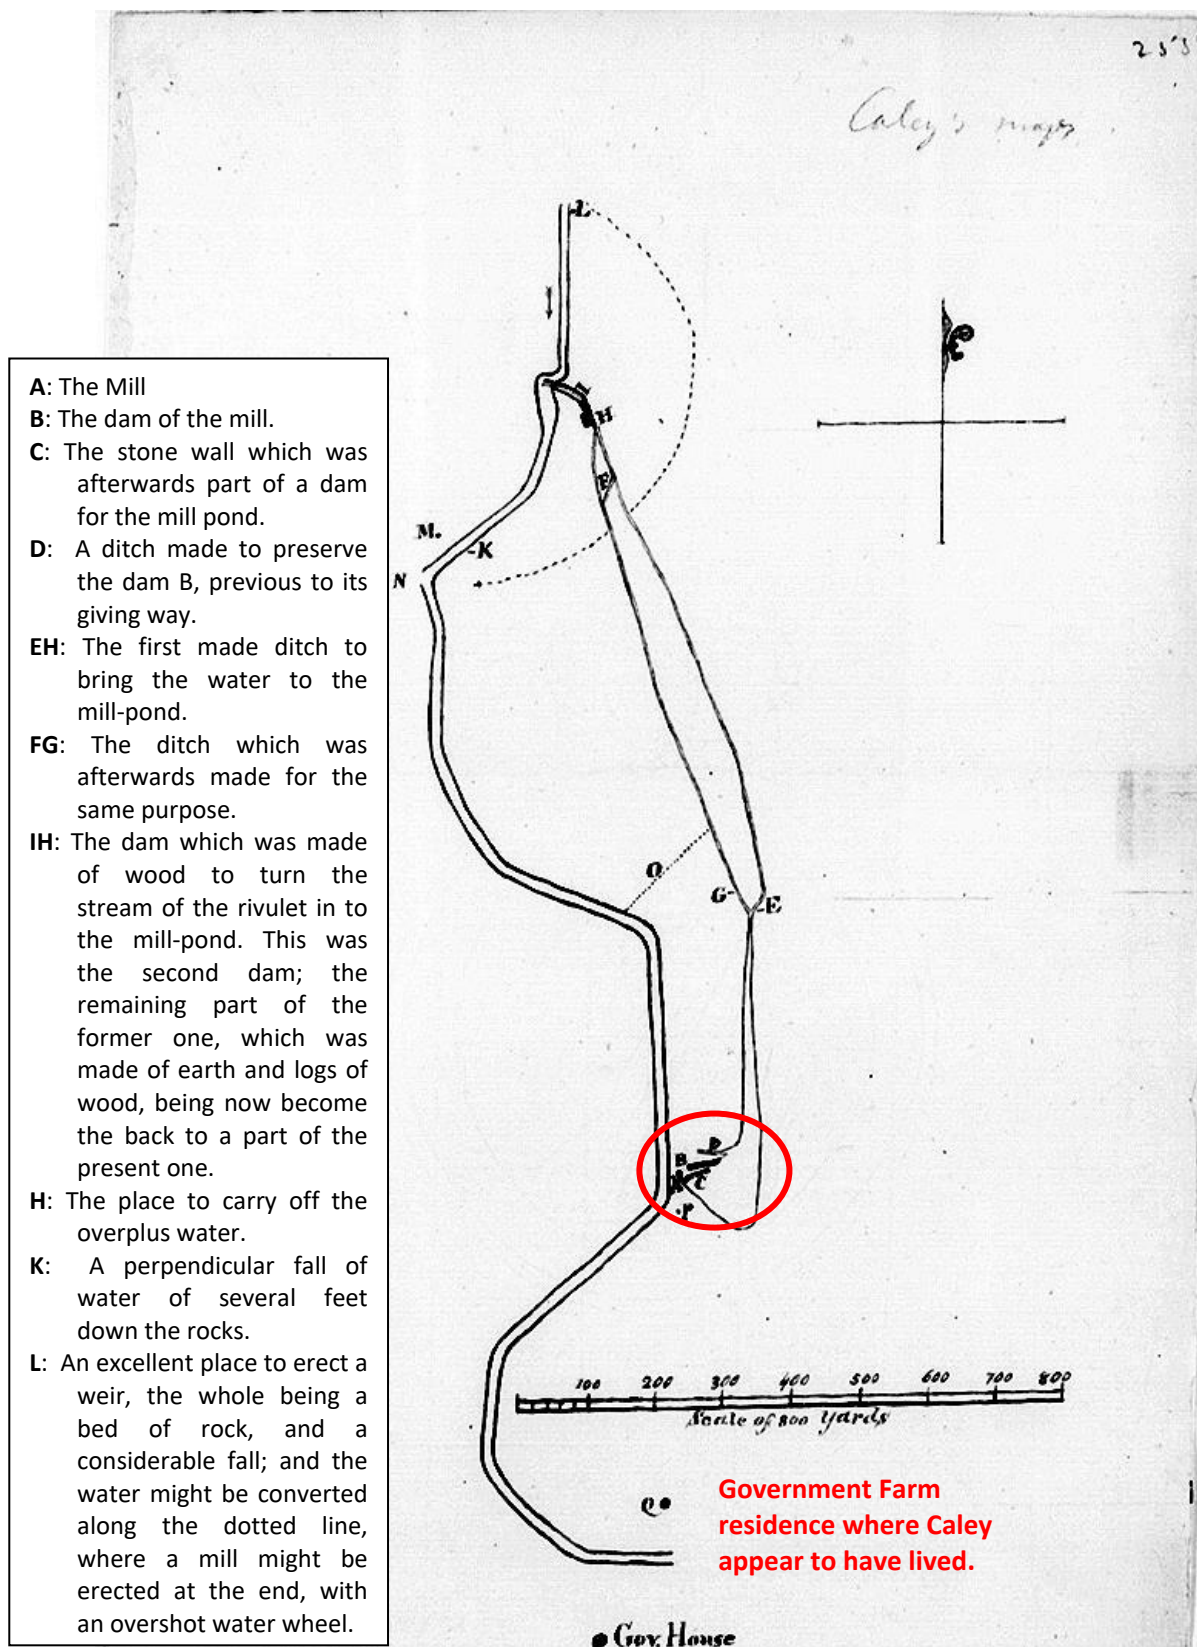 255
Caley's maps.
L
I
H
F
M.
-K
N
O
G-
-E
D
B
A
C
.P
100 200 300 400 500 600 700 800
Scale of 800 Yards
Q
Gov. House
A: The Mill
B: The dam of the mill.
C: The stone wall which was
afterwards part of a dam
for the mill pond.
D: A ditch made to preserve
the dam B, previous to its
giving way.
EH: The first made ditch to
bring the water to the
mill-pond.
FG: The ditch which was
afterwards made for the
same purpose.
IH: The dam which was made
of wood to turn the
stream of the rivulet in to
the mill-pond. This was
the second dam; the
remaining part of the
former one, which was
made of earth and logs of
wood, being now become
the back to a part of the
present one.
H: The place to carry off the
overplus water.
K: A perpendicular fall of
water of several feet
down the rocks.
L: An excellent place to erect a
weir, the whole being a
bed of rock, and a
considerable fall; and the
water might be converted
along the dotted line,
where a mill might be
erected at the end, with
an overshot water wheel.
Government Farm
residence where Caley
appear to have lived.